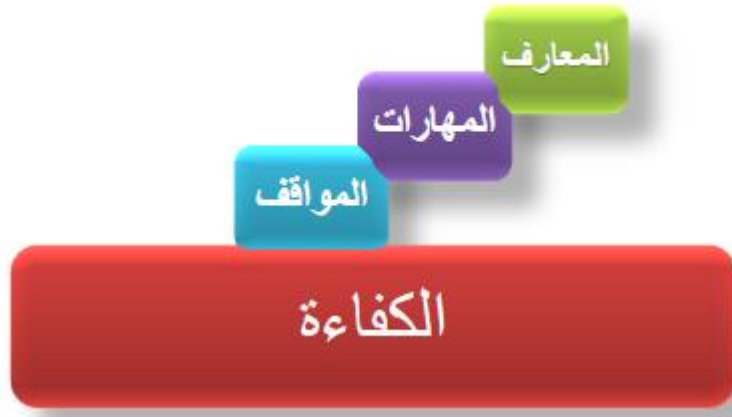 المعارف
المهارات
المواقف
الكفاءة